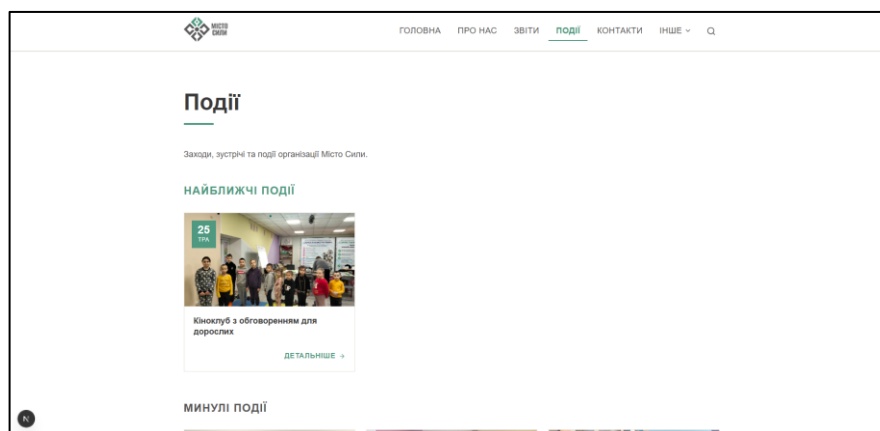 МІСТО
СИЛИ
ГОЛОВНА ПРО НАС ЗВІТИ ПОДІЇ КОНТАКТИ ІНШЕ
Події
Заходи, зустрічі та події організації Місто Сили.
НАЙБЛИЖЧІ ПОДІЇ
25
ТРА
Кіноклуб з обговоренням для
дорослих
ДЕТАЛЬНІШЕ →
МИНУЛІ ПОДІЇ
N